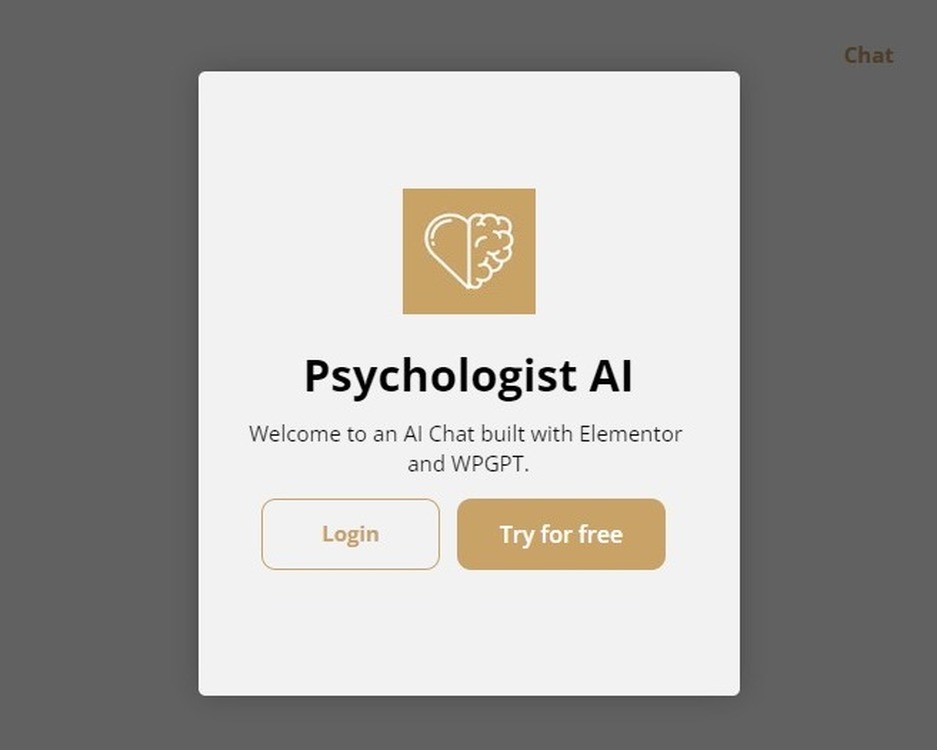 Chat
Psychologist AI
Welcome to an AI Chat built with Elementor
and WPGPT.
Login
Try for free